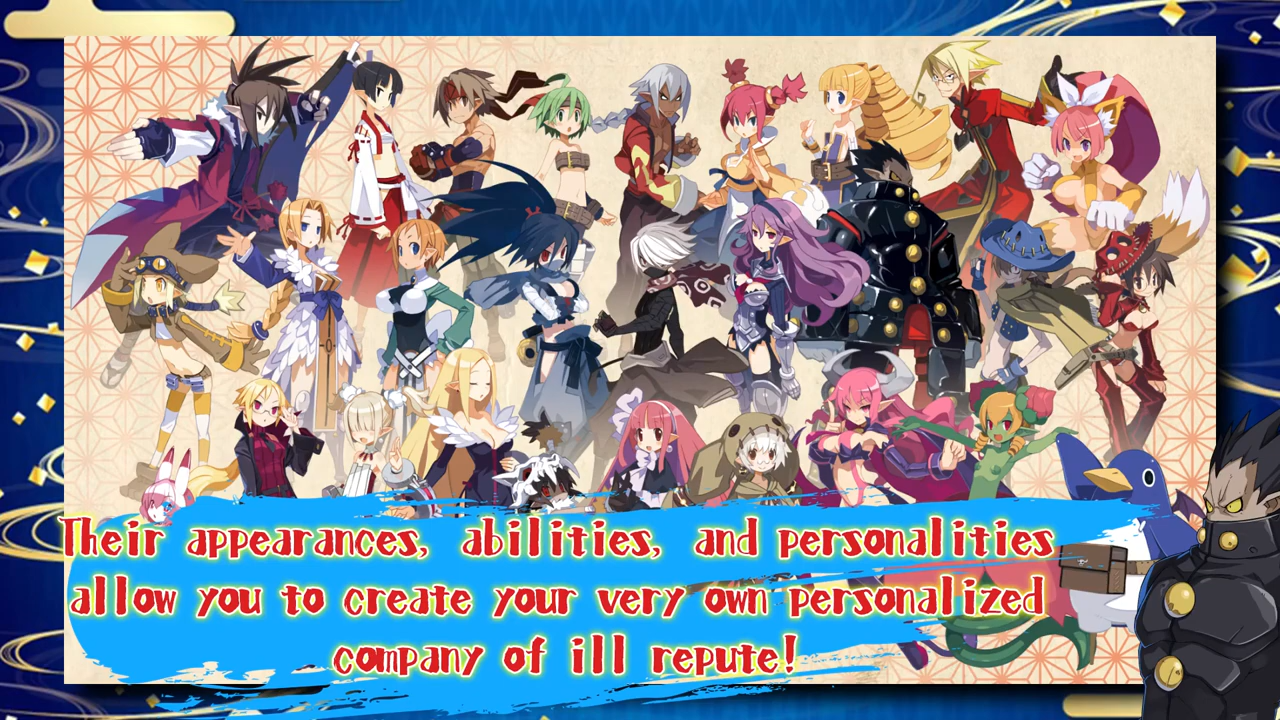 Their appearances, abilities, and personalities
allow you to create your very own personalized
company of ill repute!